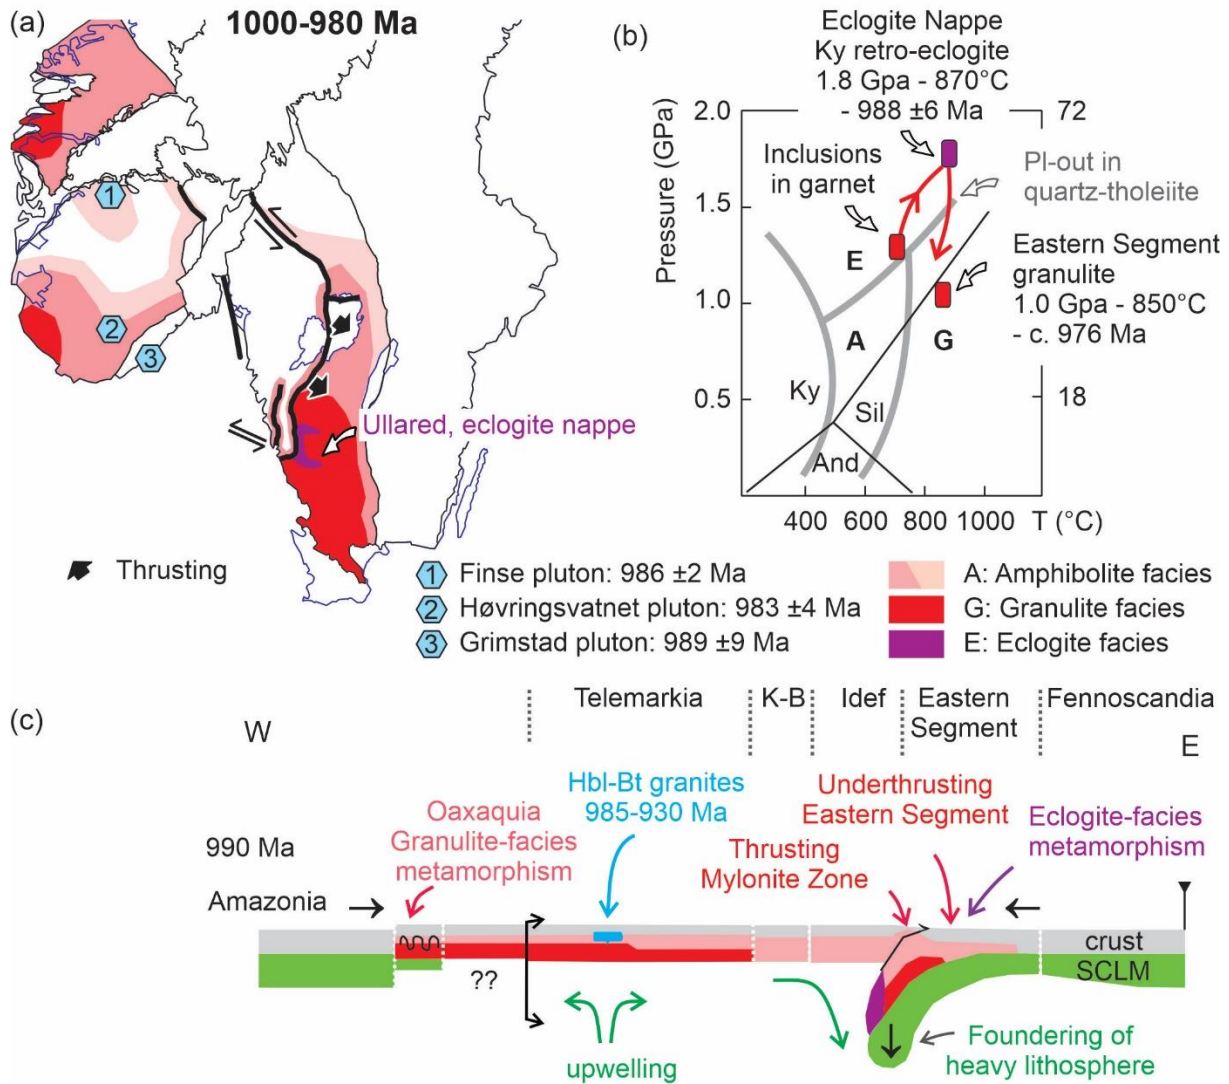 (a)
1000-980 Ma
1
2
3
Ullared, eclogite nappe
Thrusting
(b)
Eclogite Nappe
Ky retro-eclogite
1.8 Gpa - 870°C
- 988 ±6 Ma
Inclusions
in garnet
Pl-out in
quartz-tholeiite
Eastern Segment
granulite
1.0 Gpa - 850°C
- c. 976 Ma
Pressure (GPa)
2.0
1.5
1.0
0.5
72
18
E
A
G
Ky
Sil
And
400 600 800 1000 T (°C)
1 Finse pluton: 986 ±2 Ma
2 Høvringsvatnet pluton: 983 ±4 Ma
3 Grimstad pluton: 989 ±9 Ma
A: Amphibolite facies
G: Granulite facies
E: Eclogite facies
(c)
W
Telemarkia
K-B
Idef
Eastern
Segment
Fennoscandia
E
990 Ma
Amazonia
Oaxaquia
Granulite-facies
metamorphism
Hbl-Bt granites
985-930 Ma
Underthrusting
Eastern Segment
Thrusting
Mylonite Zone
Eclogite-facies
metamorphism
crust
SCLM
??
upwelling
Foundering of
heavy lithosphere